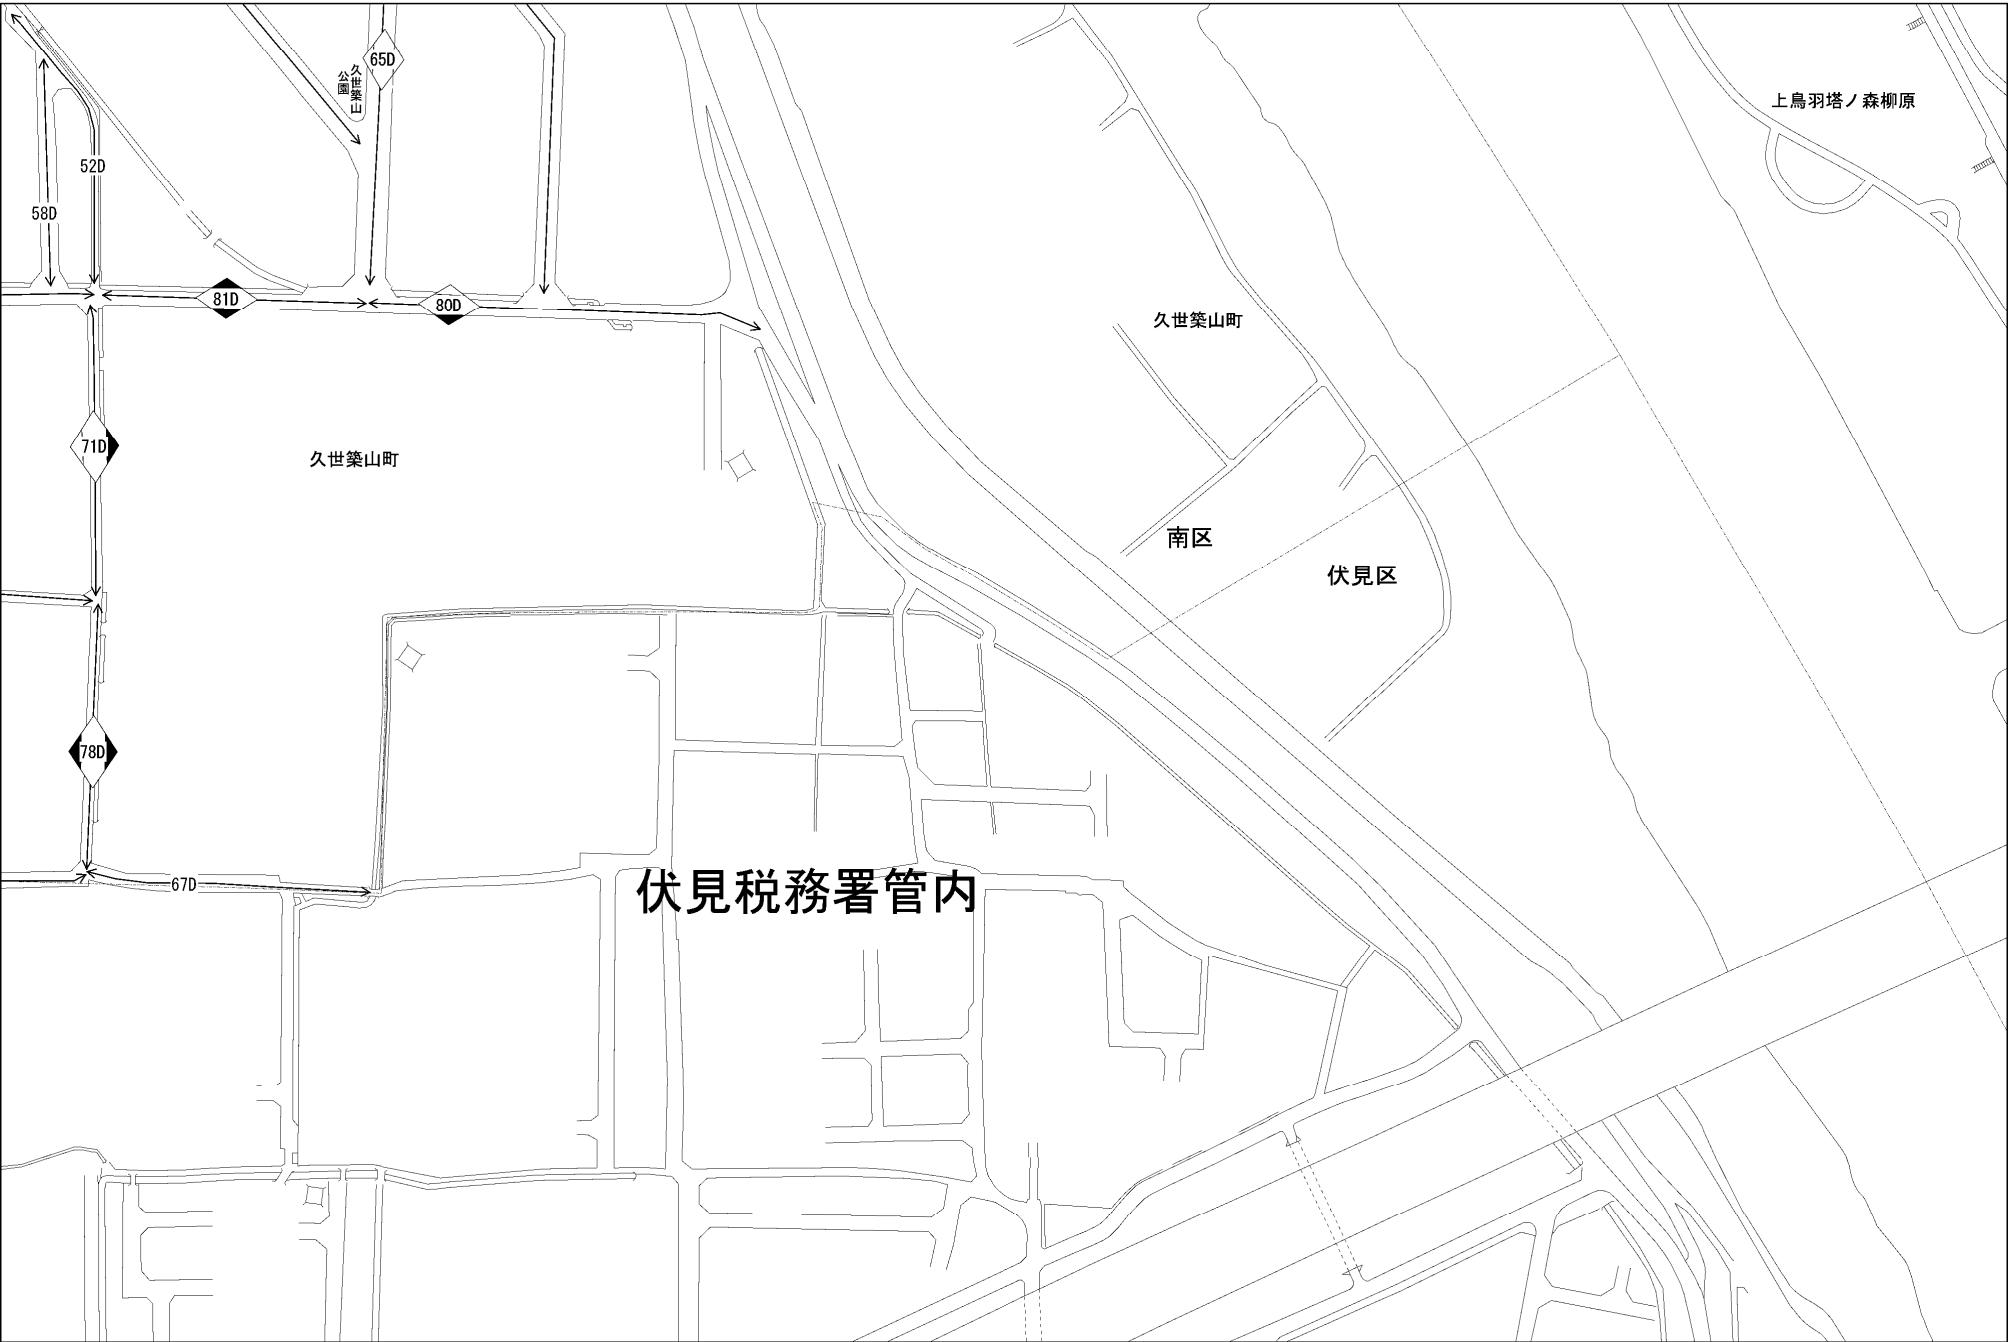 65D
久世築山
公園
上鳥羽塔ノ森柳原
52D
58D
81D
80D
久世築山町
71D
久世築山町
南区
伏見区
78D
67D
伏見税務署管内